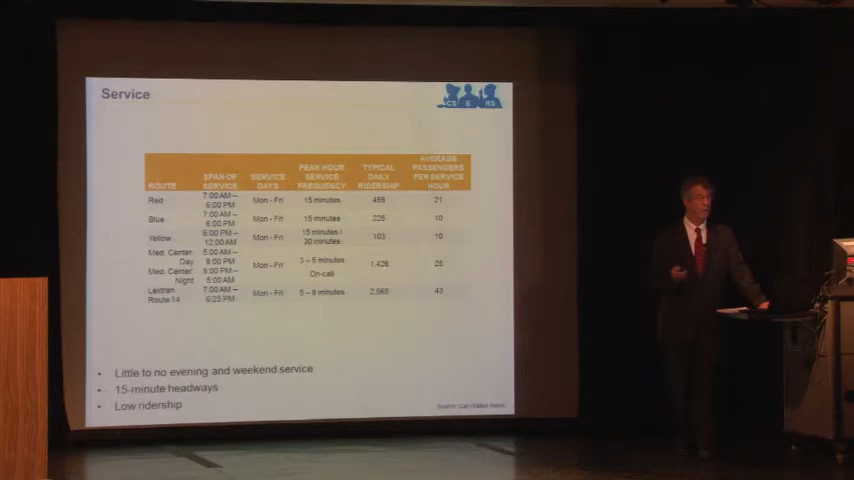 Service
CS E RS
ROUTE SPAN OF SERVICE SERVICE DAYS PEAK HOUR SERVICE FREQUENCY TYPICAL DAILY RIDERSHIP AVERAGE PASSENGERS PER SERVICE HOUR
Red 7:00 AM – 6:00 PM Mon - Fri 15 minutes 459 21
Blue 7:00 AM – 6:00 PM Mon - Fri 15 minutes 225 10
Yellow 6:00 PM – 12:00 AM Mon - Fri 15 minutes / 30 minutes 103 10
Med. Center Day 5:00 AM – 9:00 PM Mon - Fri 3 – 5 minutes 1,426 25
Med. Center Night 9:00 PM – 5:00 AM On-call
Lextran Route 14 7:00 AM – 6:25 PM Mon - Fri 5 – 8 minutes 2,565 43
• Little to no evening and weekend service
• 15-minute headways
• Low ridership
Source: Carl Walker